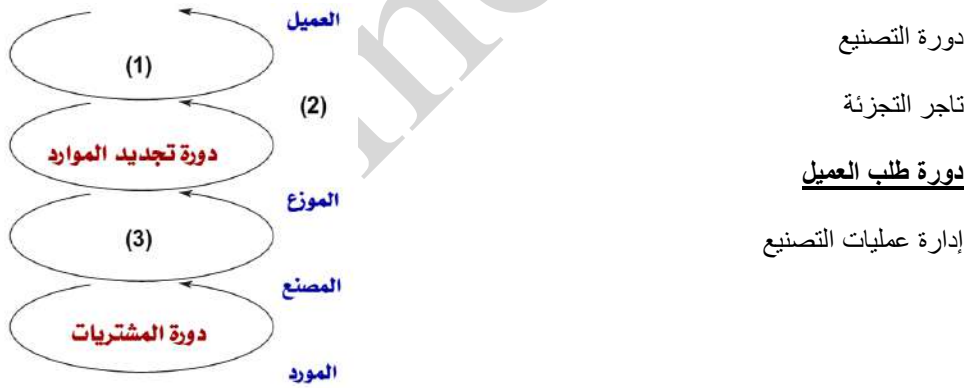 العميل
(1)
(2)
دورة تجديد الموارد
الموزع
(3)
المصنع
دورة المشتريات
المورد
دورة التصنيع
تاجر التجزئة
دورة طلب العميل
إدارة عمليات التصنيع